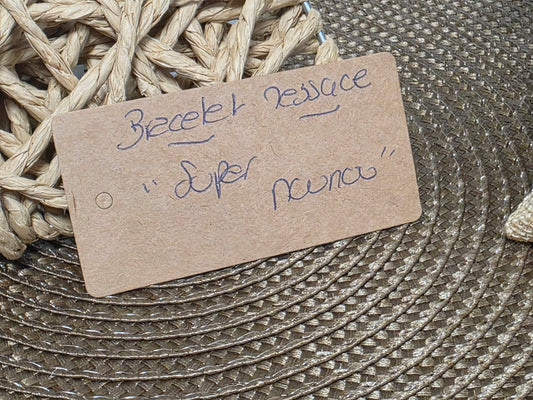 Bracelet Message
"Super
nounou"